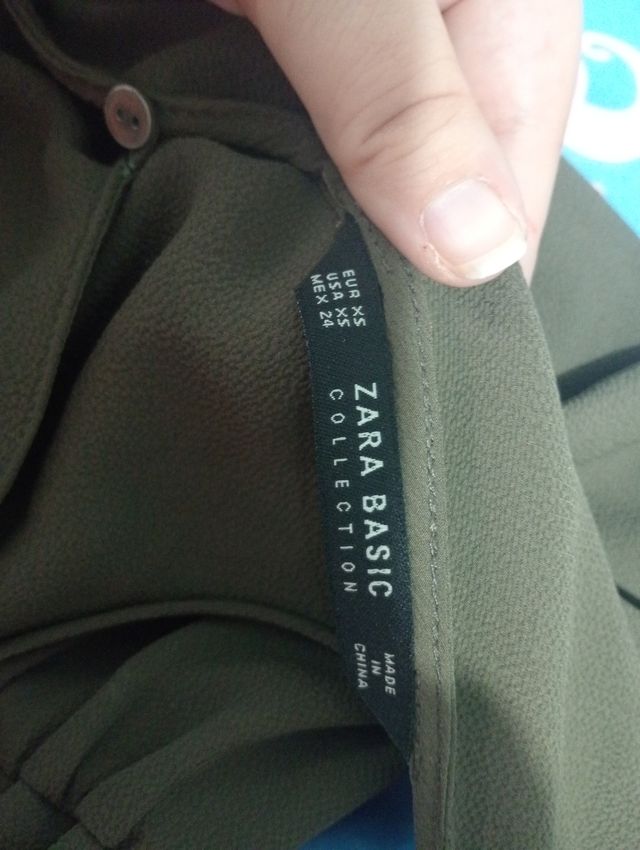 EUR XS
USA XS
MEX 24
ZARA BASIC
COLLECTION
MADE
IN
CHINA